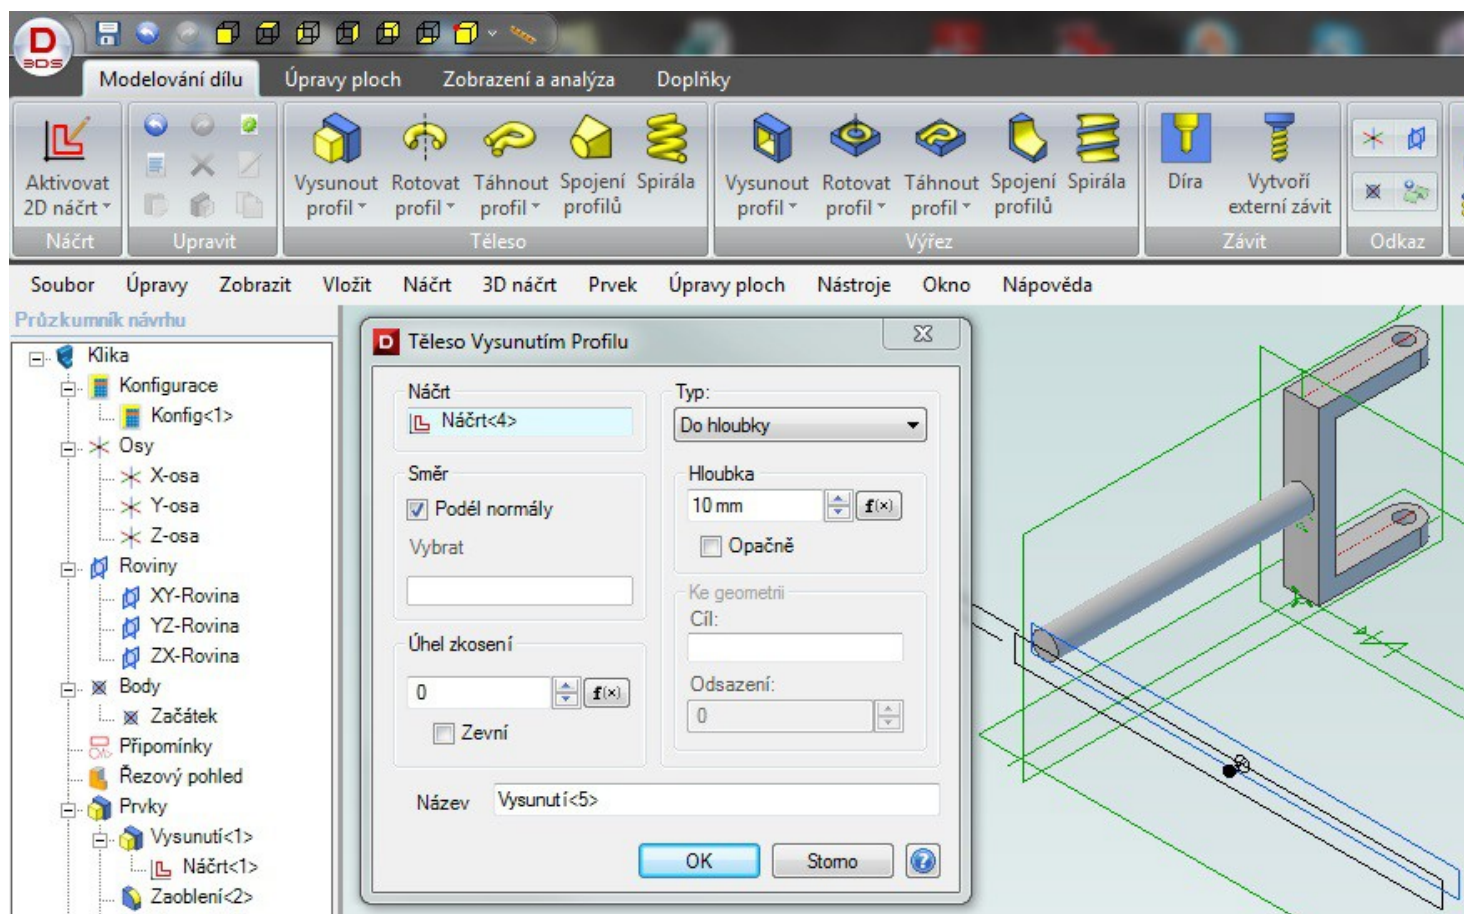 D
3DS
Modelování dílu Úpravy ploch Zobrazení a analýza Doplňky
Aktivovat
2D náčrt
Náčrt
Upravit
Vysunout
profil
Rotovat
profil
Táhnout
profil
Spojení
profilů
Spirála
Těleso
Vysunout
profil
Rotovat
profil
Táhnout
profil
Spojení
profilů
Spirála
Výřez
Díra
Vytvoří
externí závit
Závit
Odkaz
Soubor Úpravy Zobrazit Vložit Náčrt 3D náčrt Prvek Úpravy ploch Nástroje Okno Nápověda
Průzkumník návrhu
Klika
Konfigurace
Konfig<1>
Osy
X-osa
Y-osa
Z-osa
Roviny
XY-Rovina
YZ-Rovina
ZX-Rovina
Body
Začátek
Připomínky
Řezový pohled
Prvky
Vysunutí<1>
Náčrt<1>
Zaoblení<2>
D Těleso Vysunutím Profilu
Náčrt
Náčrt<4>
Směr
Podél normály
Vybrat
Úhel zkosení
0 f(x)
Zevní
Typ:
Do hloubky
Hloubka
10 mm f(x)
Opačně
Ke geometrii
Cíl:
Odsazení:
0
Název Vysunutí<5>
OK Storno ?